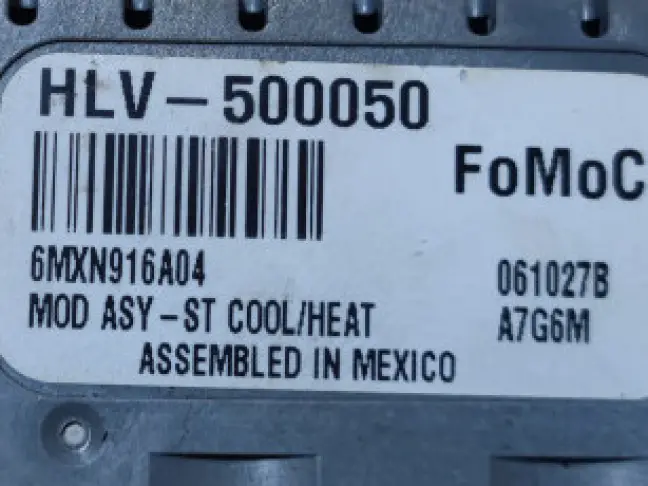 HLV-500050
FoMoC
6MXN916A04
061027B
MOD ASY-ST COOL/HEAT
A7G6M
ASSEMBLED IN MEXICO